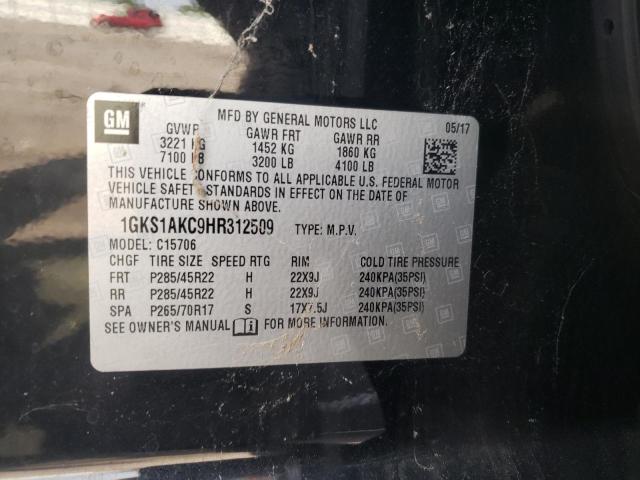 GM
MFD BY GENERAL MOTORS LLC
05/17
GVWR GAWR FRT GAWR RR
3221 KG 1452 KG 1860 KG
7100 LB 3200 LB 4100 LB
THIS VEHICLE CONFORMS TO ALL APPLICABLE U.S. FEDERAL MOTOR
VEHICLE SAFETY STANDARDS IN EFFECT ON THE DATE OF
MANUFACTURE SHOWN ABOVE.
1GKS1AKC9HR312509 TYPE: M.P.V.
MODEL: C15706
CHGF TIRE SIZE SPEED RTG RIM COLD TIRE PRESSURE
FRT P285/45R22 H 22X9J 240KPA(35PSI)
RR P285/45R22 H 22X9J 240KPA(35PSI)
SPA P265/70R17 S 17X7.5J 240KPA(35PSI)
SEE OWNER'S MANUAL FOR MORE INFORMATION.